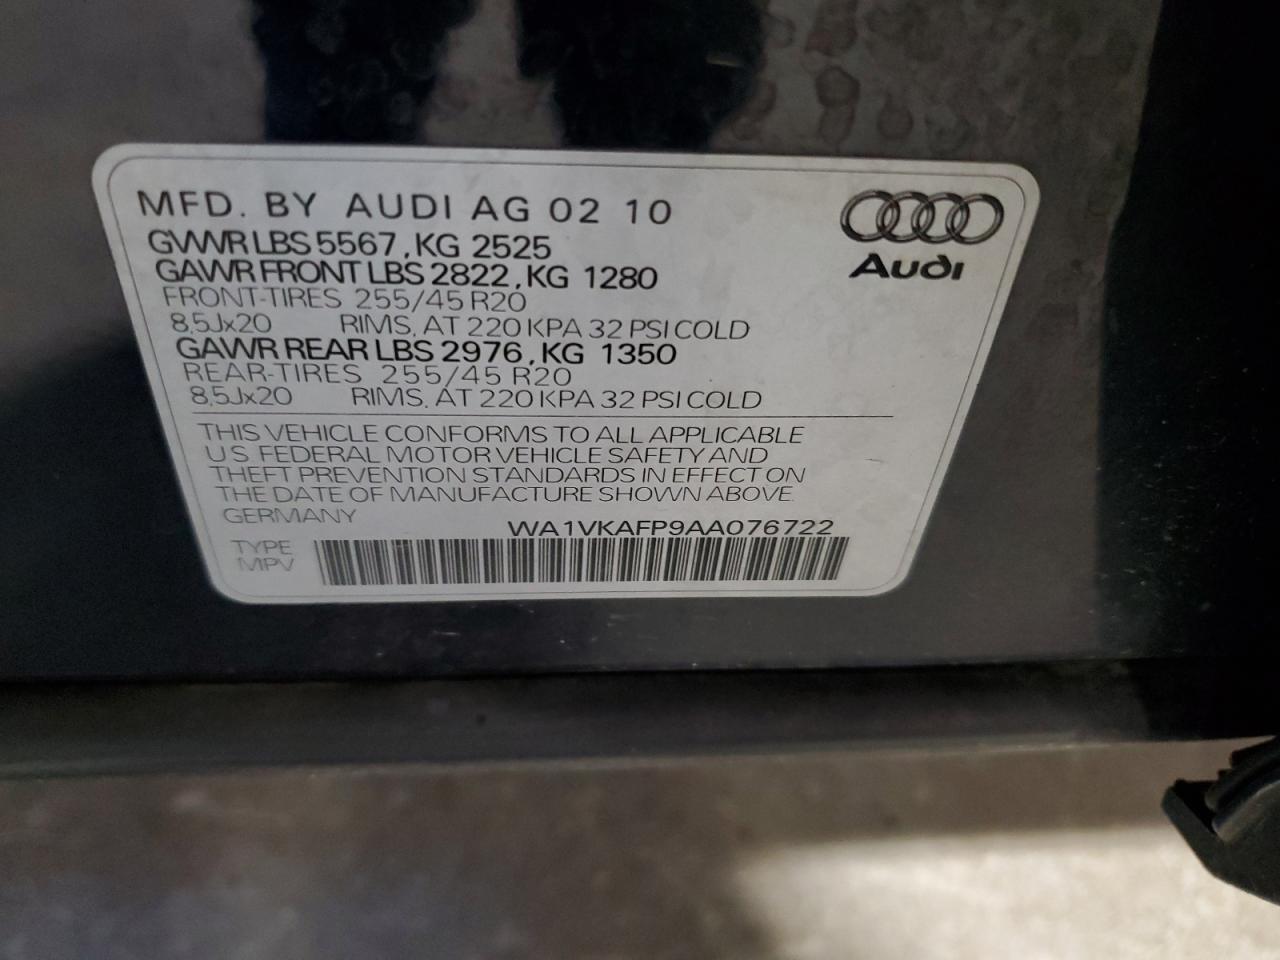 MFD. BY AUDI AG 02 10
GVWR LBS 5567, KG 2525
GAWR FRONT LBS 2822, KG 1280
FRONT-TIRES 255/45 R20
8,5Jx20 RIMS, AT 220 KPA 32 PSI COLD
GAWR REAR LBS 2976, KG 1350
REAR-TIRES 255/45 R20
8,5Jx20 RIMS, AT 220 KPA 32 PSI COLD
Audi
THIS VEHICLE CONFORMS TO ALL APPLICABLE
U S FEDERAL MOTOR VEHICLE SAFETY AND
THEFT PREVENTION STANDARDS IN EFFECT ON
THE DATE OF MANUFACTURE SHOWN ABOVE.
GERMANY WA1VKAFP9AA076722
TYPE
MPV